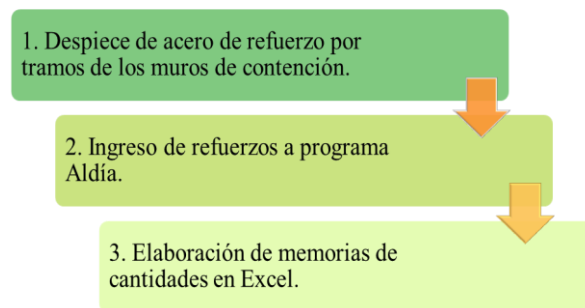 1. Despiece de acero de refuerzo por
tramos de los muros de contención.
2. Ingreso de refuerzos a programa
Aldía.
3. Elaboración de memorias de
cantidades en Excel.